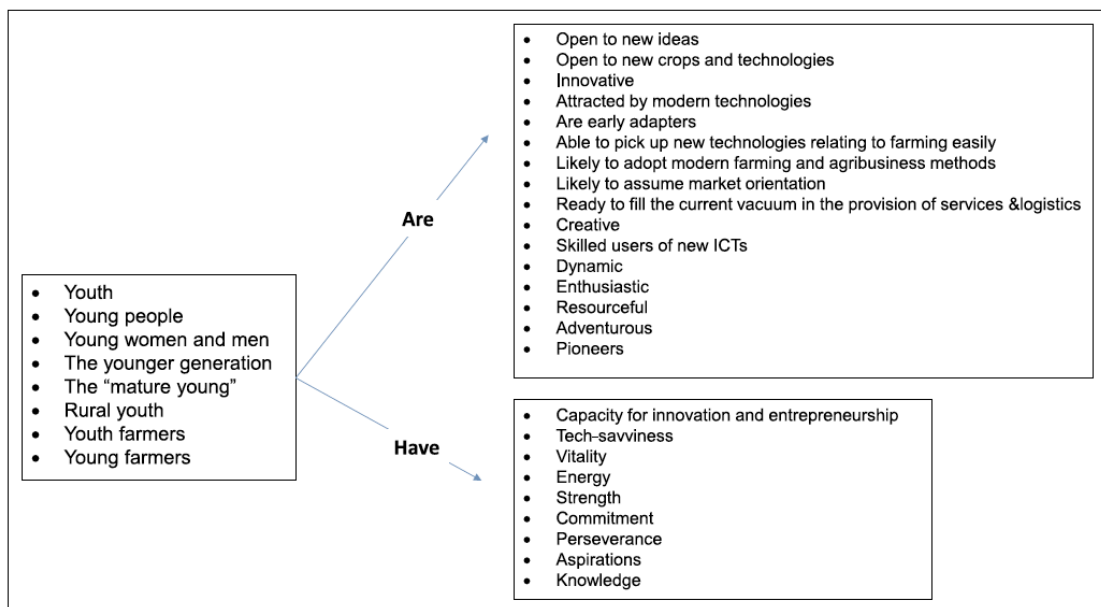 • Youth
• Young people
• Young women and men
• The younger generation
• The “mature young”
• Rural youth
• Youth farmers
• Young farmers
Are
• Open to new ideas
• Open to new crops and technologies
• Innovative
• Attracted by modern technologies
• Are early adapters
• Able to pick up new technologies relating to farming easily
• Likely to adopt modern farming and agribusiness methods
• Likely to assume market orientation
• Ready to fill the current vacuum in the provision of services &logistics
• Creative
• Skilled users of new ICTs
• Dynamic
• Enthusiastic
• Resourceful
• Adventurous
• Pioneers
Have
• Capacity for innovation and entrepreneurship
• Tech-savviness
• Vitality
• Energy
• Strength
• Commitment
• Perseverance
• Aspirations
• Knowledge